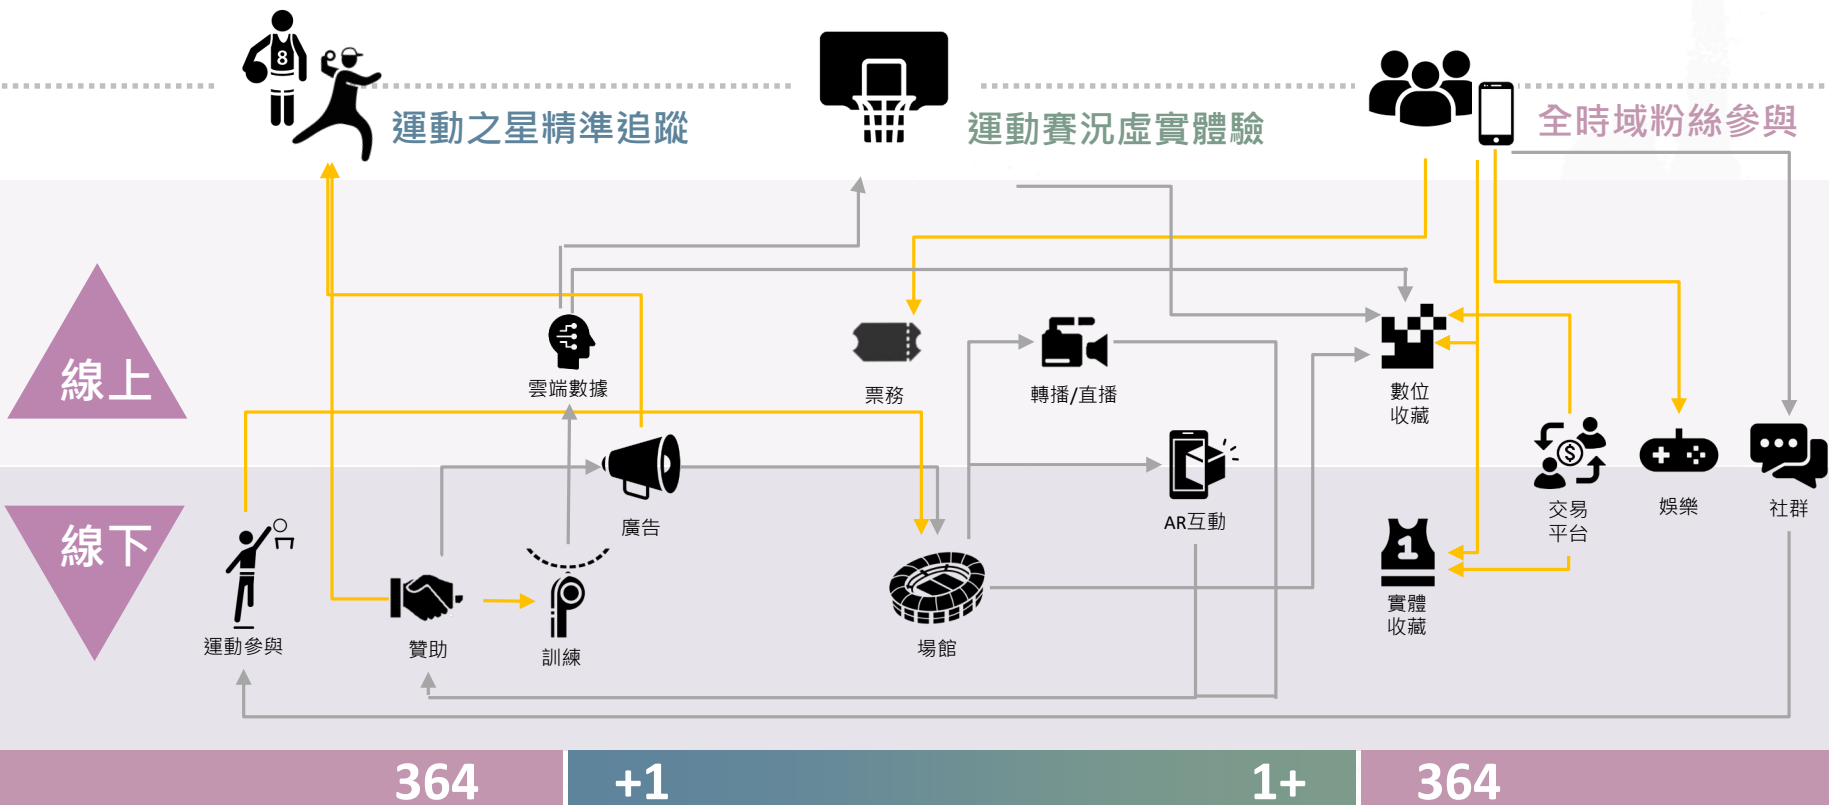 8
運動之星精準追蹤
運動賽況虛實體驗
全時域粉絲參與
線上
雲端數據
票務
轉播/直播
數位
收藏
線下
廣告
AR互動
$
交易
平台
娛樂
社群
1
實體
收藏
運動參與
贊助
訓練
場館
364
+1
1+
364